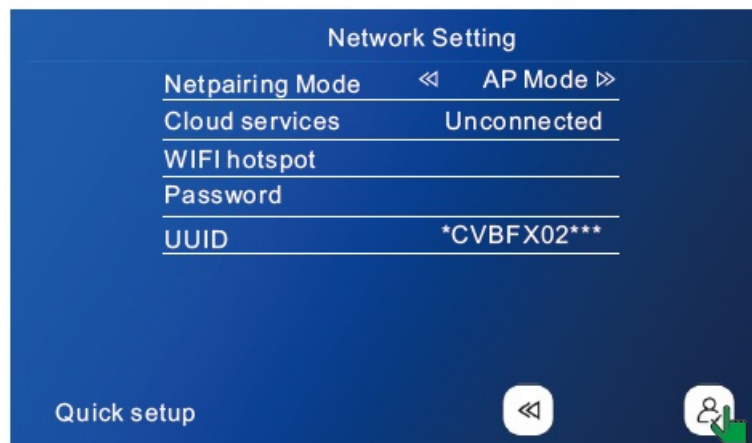 Network Setting
Netpairing Mode AP Mode
Cloud services Unconnected
WIFI hotspot
Password
UUID *CVBFX02***
Quick setup